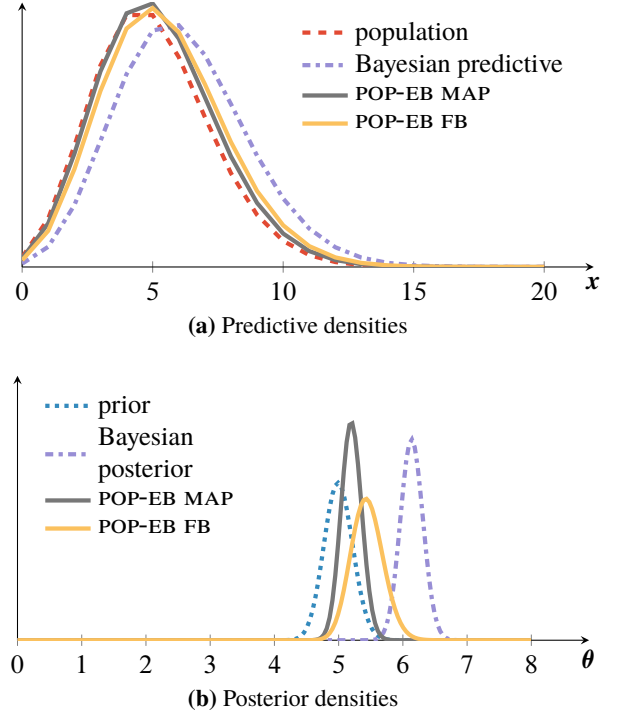 population
Bayesian predictive
POP-EB MAP
POP-EB FB
0 5 10 15 20 x
(a) Predictive densities
prior
Bayesian
posterior
POP-EB MAP
POP-EB FB
0 1 2 3 4 5 6 7 8 θ
(b) Posterior densities